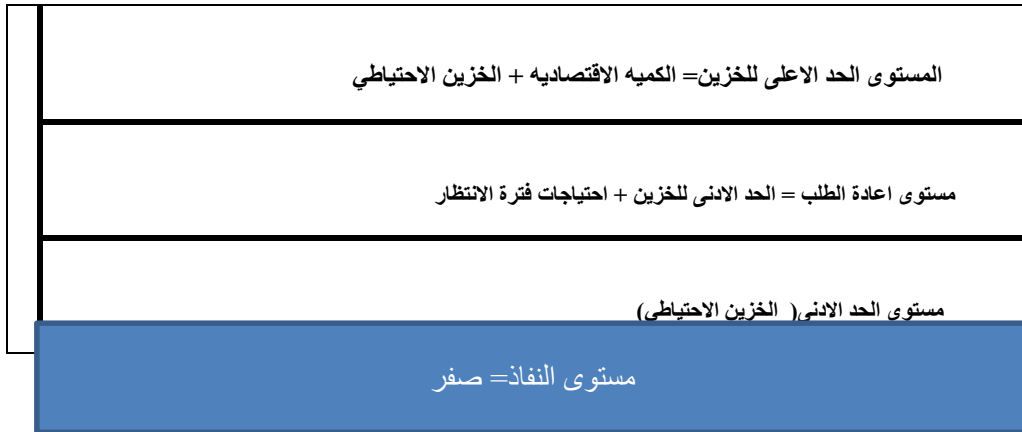 المستوى الحد الاعلى للخزين= الكميه الاقتصاديه + الخزين الاحتياطي
مستوى اعادة الطلب = الحد الادنى للخزين + احتياجات فترة الانتظار
مستوى الحد الادنى( الخزين الاحتياطي)
مستوى النفاذ= صفر